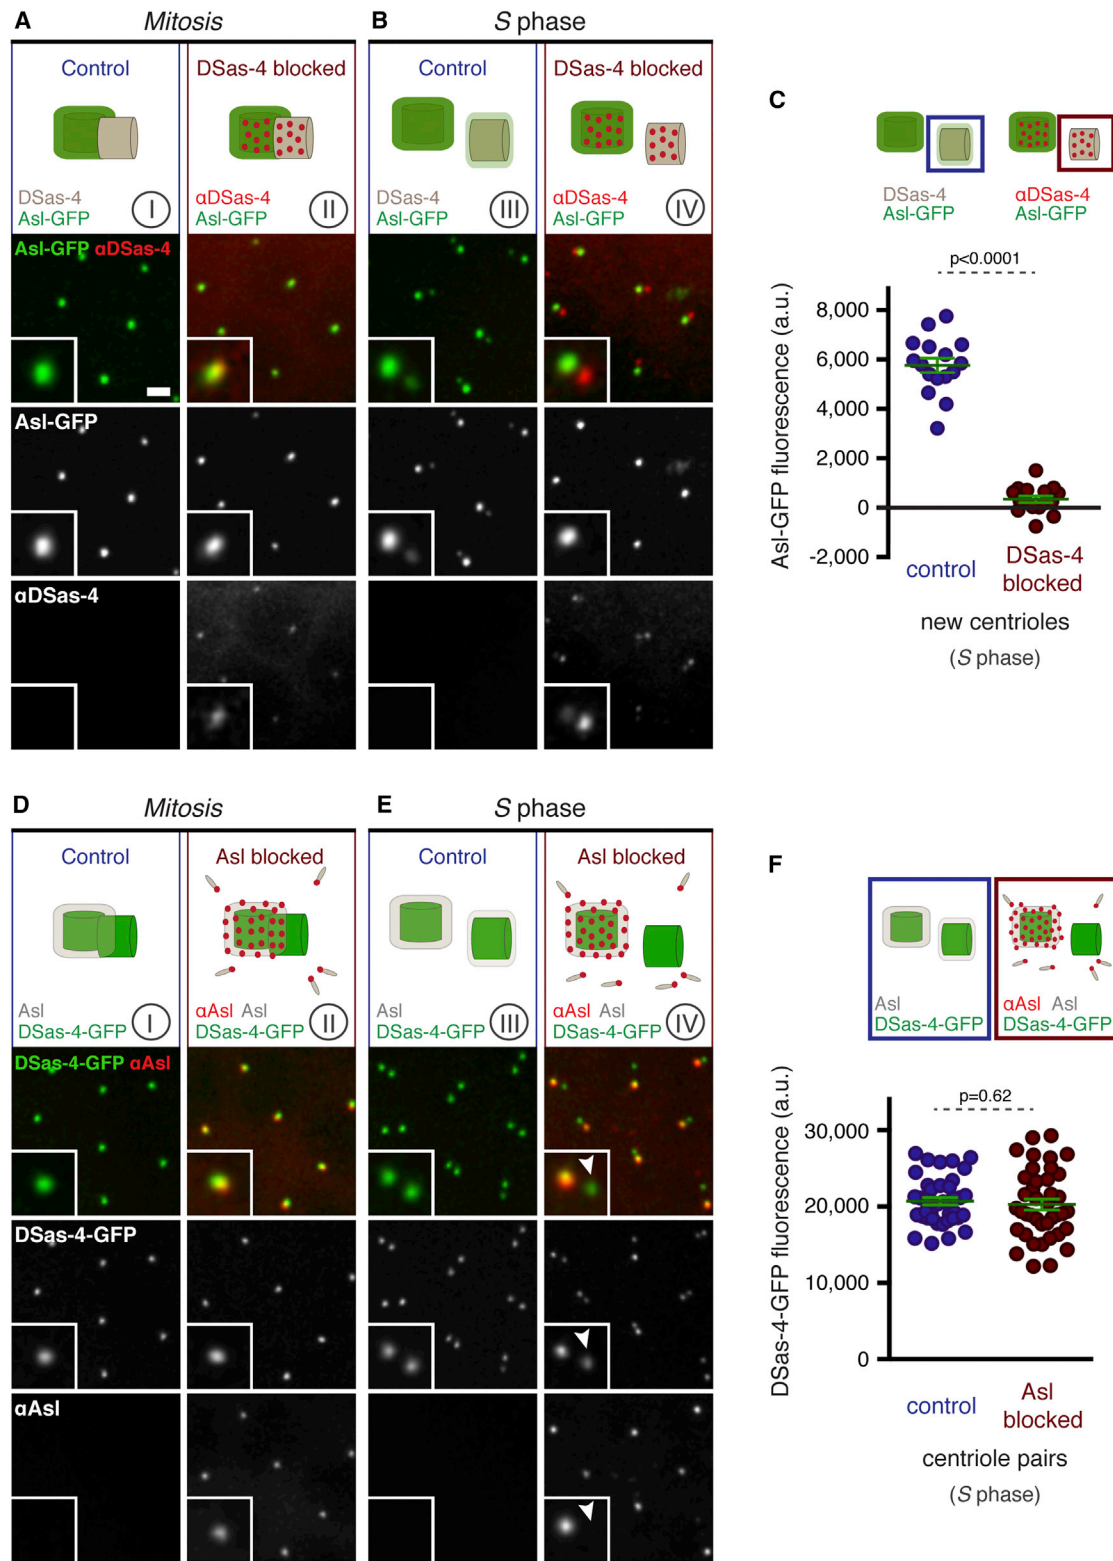 A
Mitosis
B
S phase
Control
DSas-4 blocked
Control
DSas-4 blocked
DSas-4
Asl-GFP
I
αDSas-4
Asl-GFP
II
DSas-4
Asl-GFP
III
αDSas-4
Asl-GFP
IV
Asl-GFP αDSas-4
Asl-GFP
αDSas-4
C
DSas-4
Asl-GFP
αDSas-4
Asl-GFP
p<0.0001
Asl-GFP fluorescence (a.u.)
8,000
6,000
4,000
2,000
0
-2,000
control
DSas-4
blocked
new centrioles
(S phase)
D
Mitosis
E
S phase
Control
Asl blocked
Control
Asl blocked
Asl
DSas-4-GFP
I
αAsl Asl
DSas-4-GFP
II
Asl
DSas-4-GFP
III
αAsl Asl
DSas-4-GFP
IV
DSas-4-GFP αAsl
DSas-4-GFP
αAsl
F
Asl
DSas-4-GFP
αAsl Asl
DSas-4-GFP
p=0.62
DSas-4-GFP fluorescence (a.u.)
30,000
20,000
10,000
0
control
Asl
blocked
centriole pairs
(S phase)